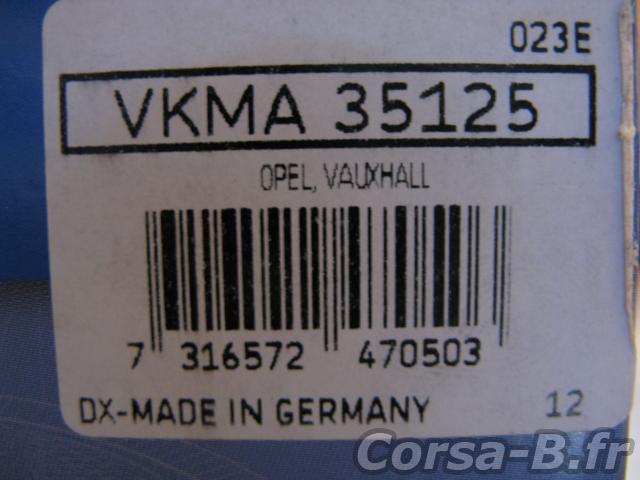 023E
VKMA 35125
OPEL, VAUXHALL
7 316572 470503
DX-MADE IN GERMANY 12
Corsa-B.fr